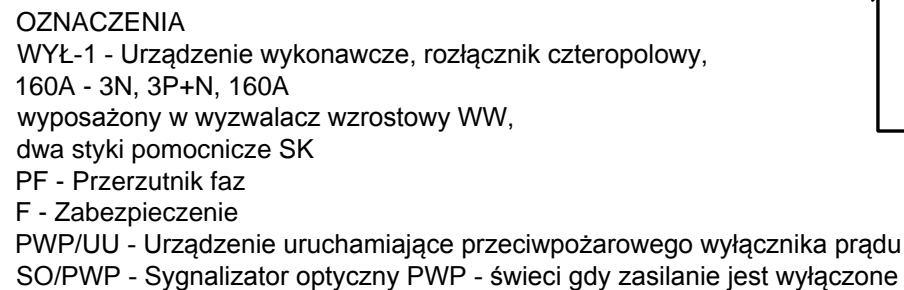 OZNACZENIA
WYŁ-1 - Urządzenie wykonawcze, rozłącznik czteropolowy,
160A - 3N, 3P+N, 160A
wyposażony w wyzwalacz wzrostowy WW,
dwa styki pomocnicze SK
PF - Przerzutnik faz
F - Zabezpieczenie
PWP/UU - Urządzenie uruchamiające przeciwpożarowego wyłącznika prądu
SO/PWP - Sygnalizator optyczny PWP - świeci gdy zasilanie jest wyłączone